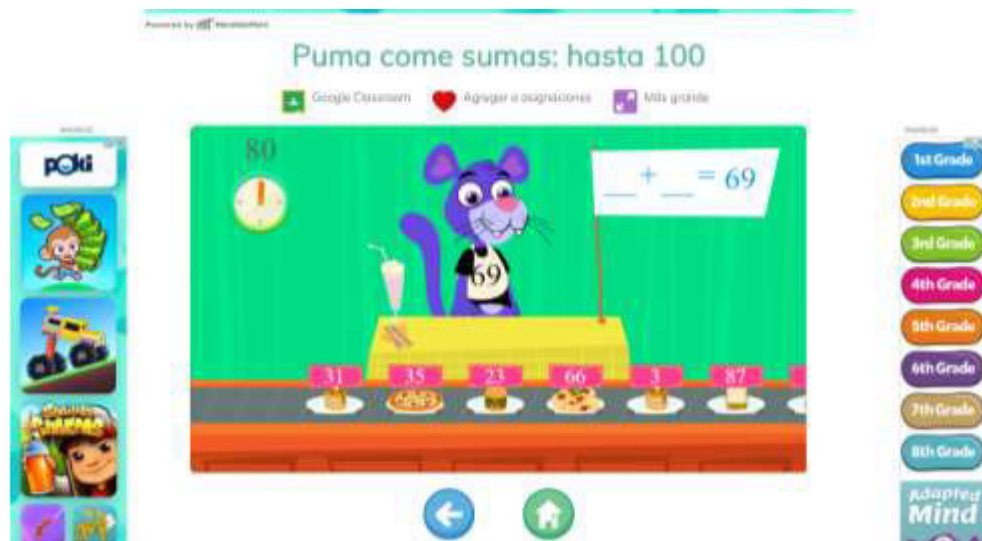 Powered by
Puma come sumas: hasta 100
Google Classroom
Agregar a asignaciones
Más grande
poki
80
__ + __ = 69
69
31
35
23
66
3
87
1st Grade
2nd Grade
3rd Grade
4th Grade
5th Grade
6th Grade
7th Grade
8th Grade
Adapted
Mind